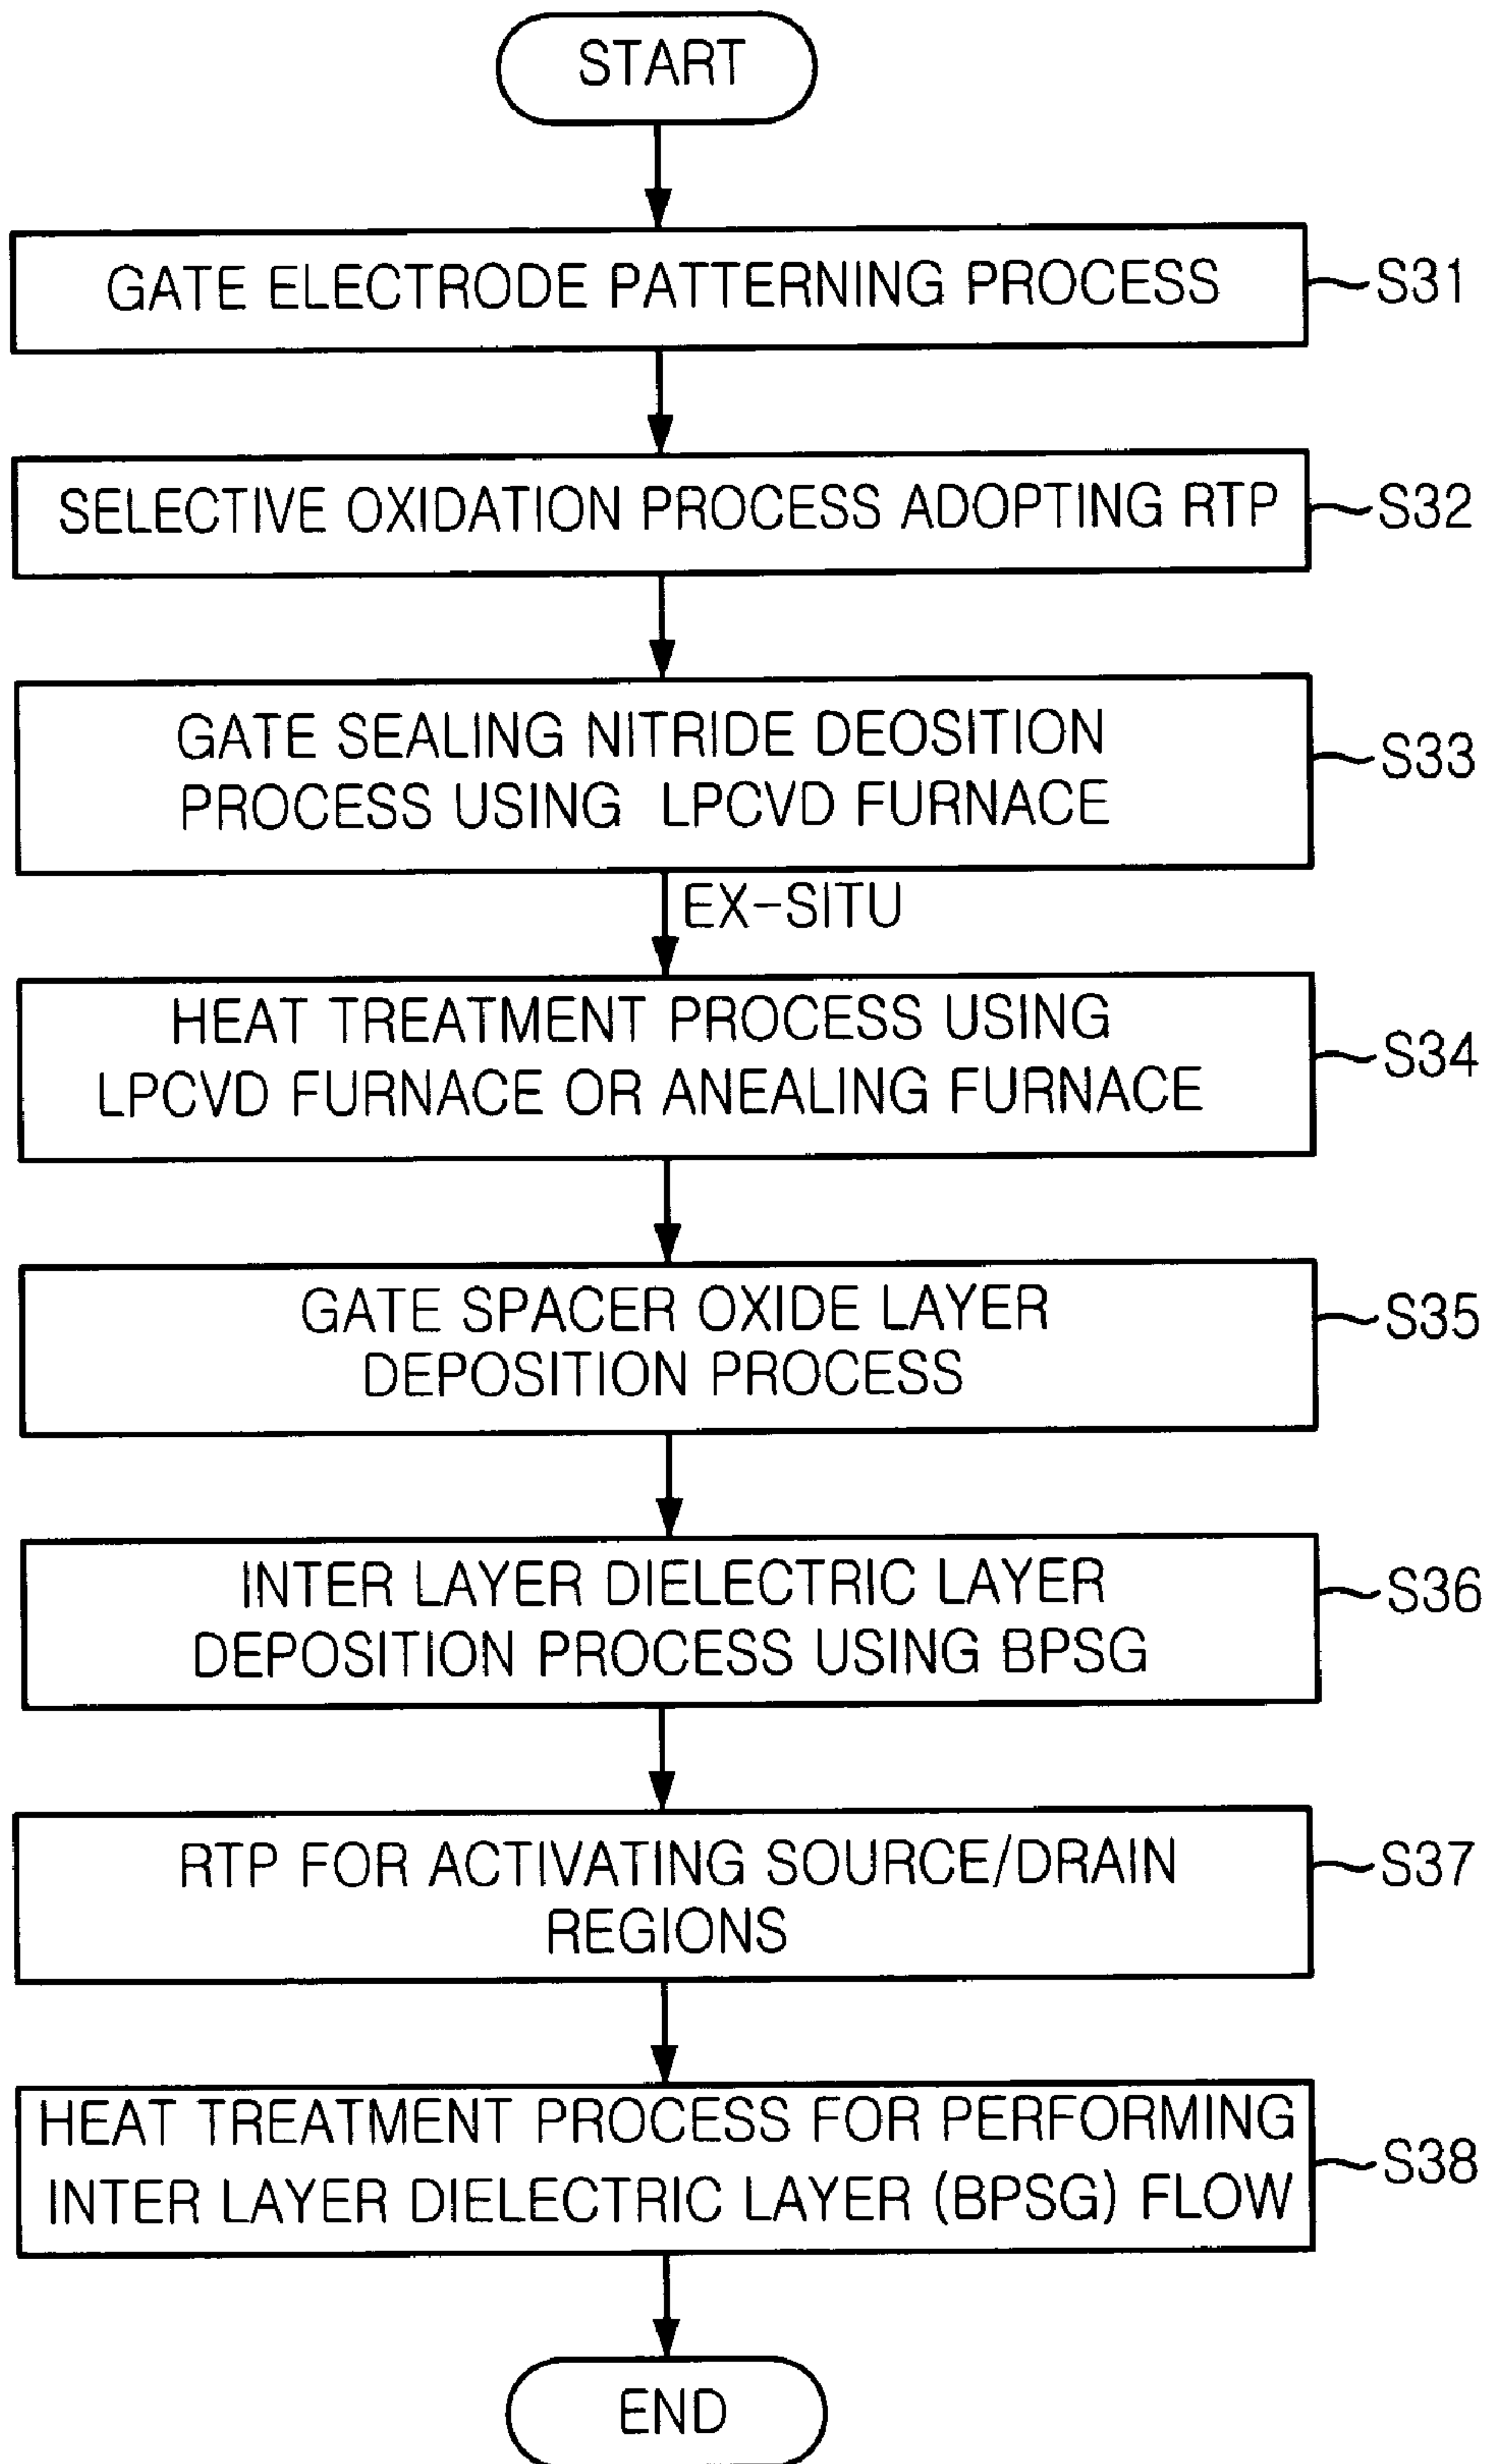 START
GATE ELECTRODE PATTERNING PROCESS
S31
SELECTIVE OXIDATION PROCESS ADOPTING RTP
S32
GATE SEALING NITRIDE DEOSITION
PROCESS USING LPCVD FURNACE
S33
EX-SITU
HEAT TREATMENT PROCESS USING
LPCVD FURNACE OR ANEALING FURNACE
S34
GATE SPACER OXIDE LAYER
DEPOSITION PROCESS
S35
INTER LAYER DIELECTRIC LAYER
DEPOSITION PROCESS USING BPSG
S36
RTP FOR ACTIVATING SOURCE/DRAIN
REGIONS
S37
HEAT TREATMENT PROCESS FOR PERFORMING
INTER LAYER DIELECTRIC LAYER (BPSG) FLOW
S38
END